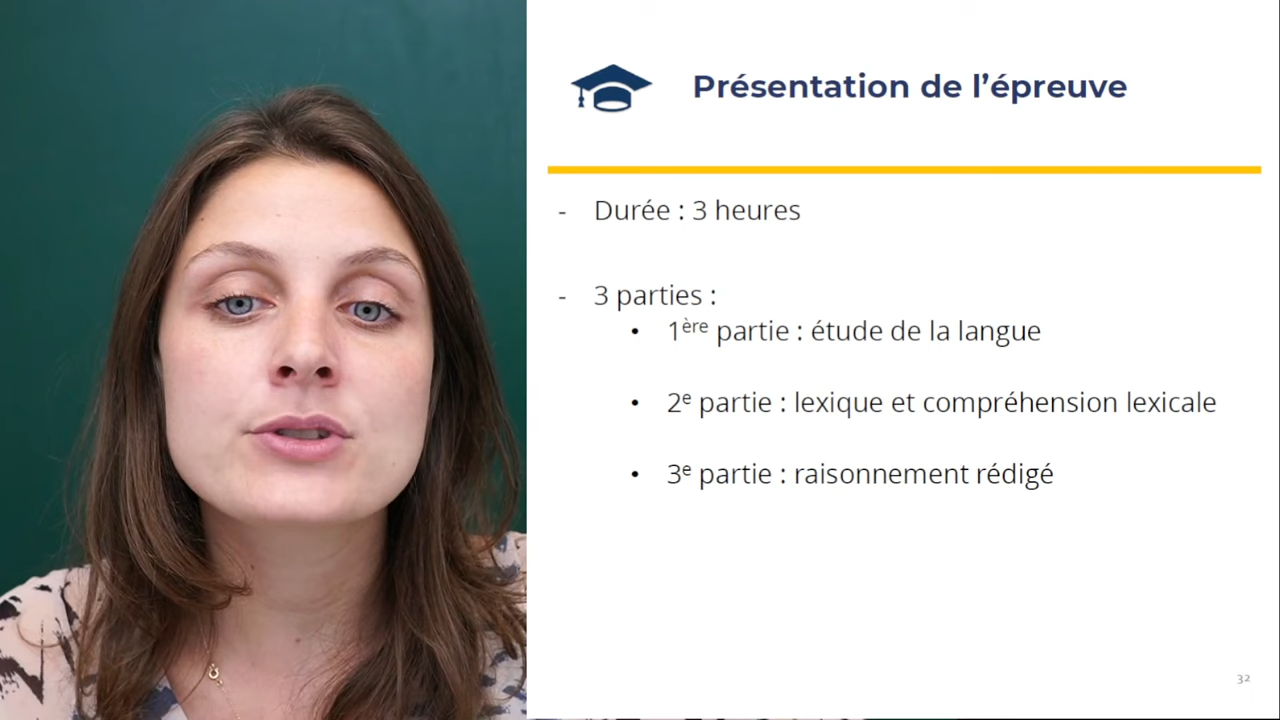 Présentation de l’épreuve
- Durée : 3 heures
- 3 parties :
• 1ère partie : étude de la langue
• 2e partie : lexique et compréhension lexicale
• 3e partie : raisonnement rédigé
32